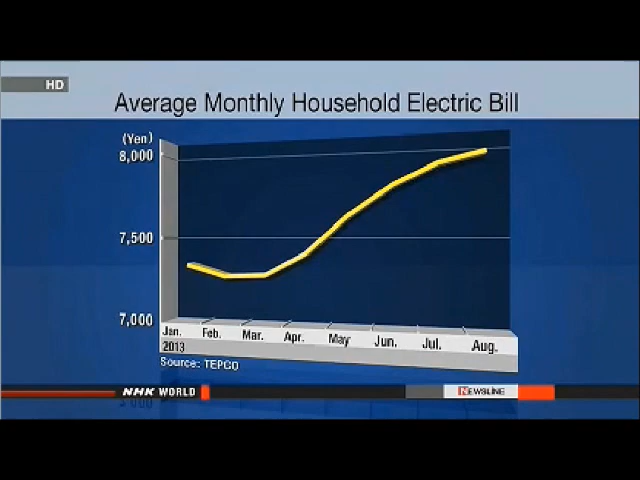 HD
Average Monthly Household Electric Bill
(Yen)
8,000
7,500
7,000
Jan. Feb. Mar. Apr. May Jun. Jul. Aug.
2013
Source: TEPCO
NHK WORLD
NEWSLINE